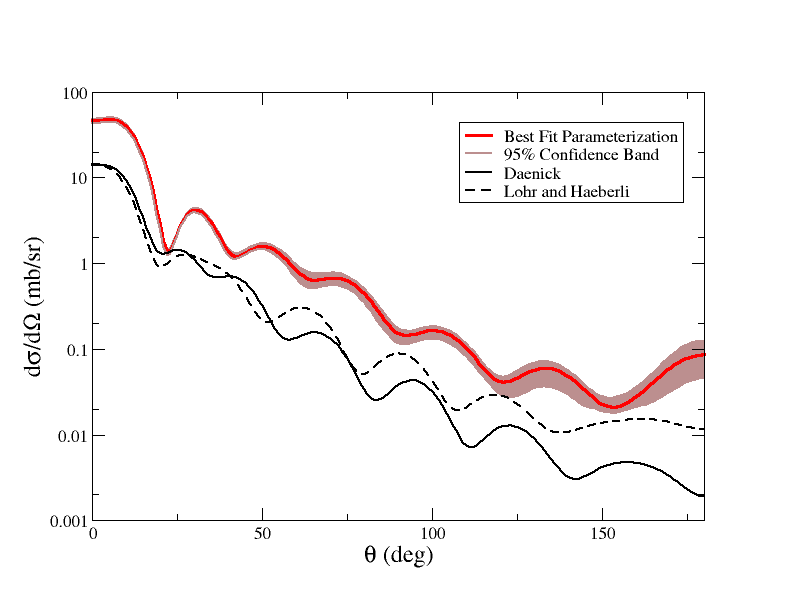 100
10
1
0.1
0.01
0.001
dσ/dΩ (mb/sr)
Best Fit Parameterization
95% Confidence Band
Daenick
Lohr and Haeberli
0 50 100 150
θ (deg)